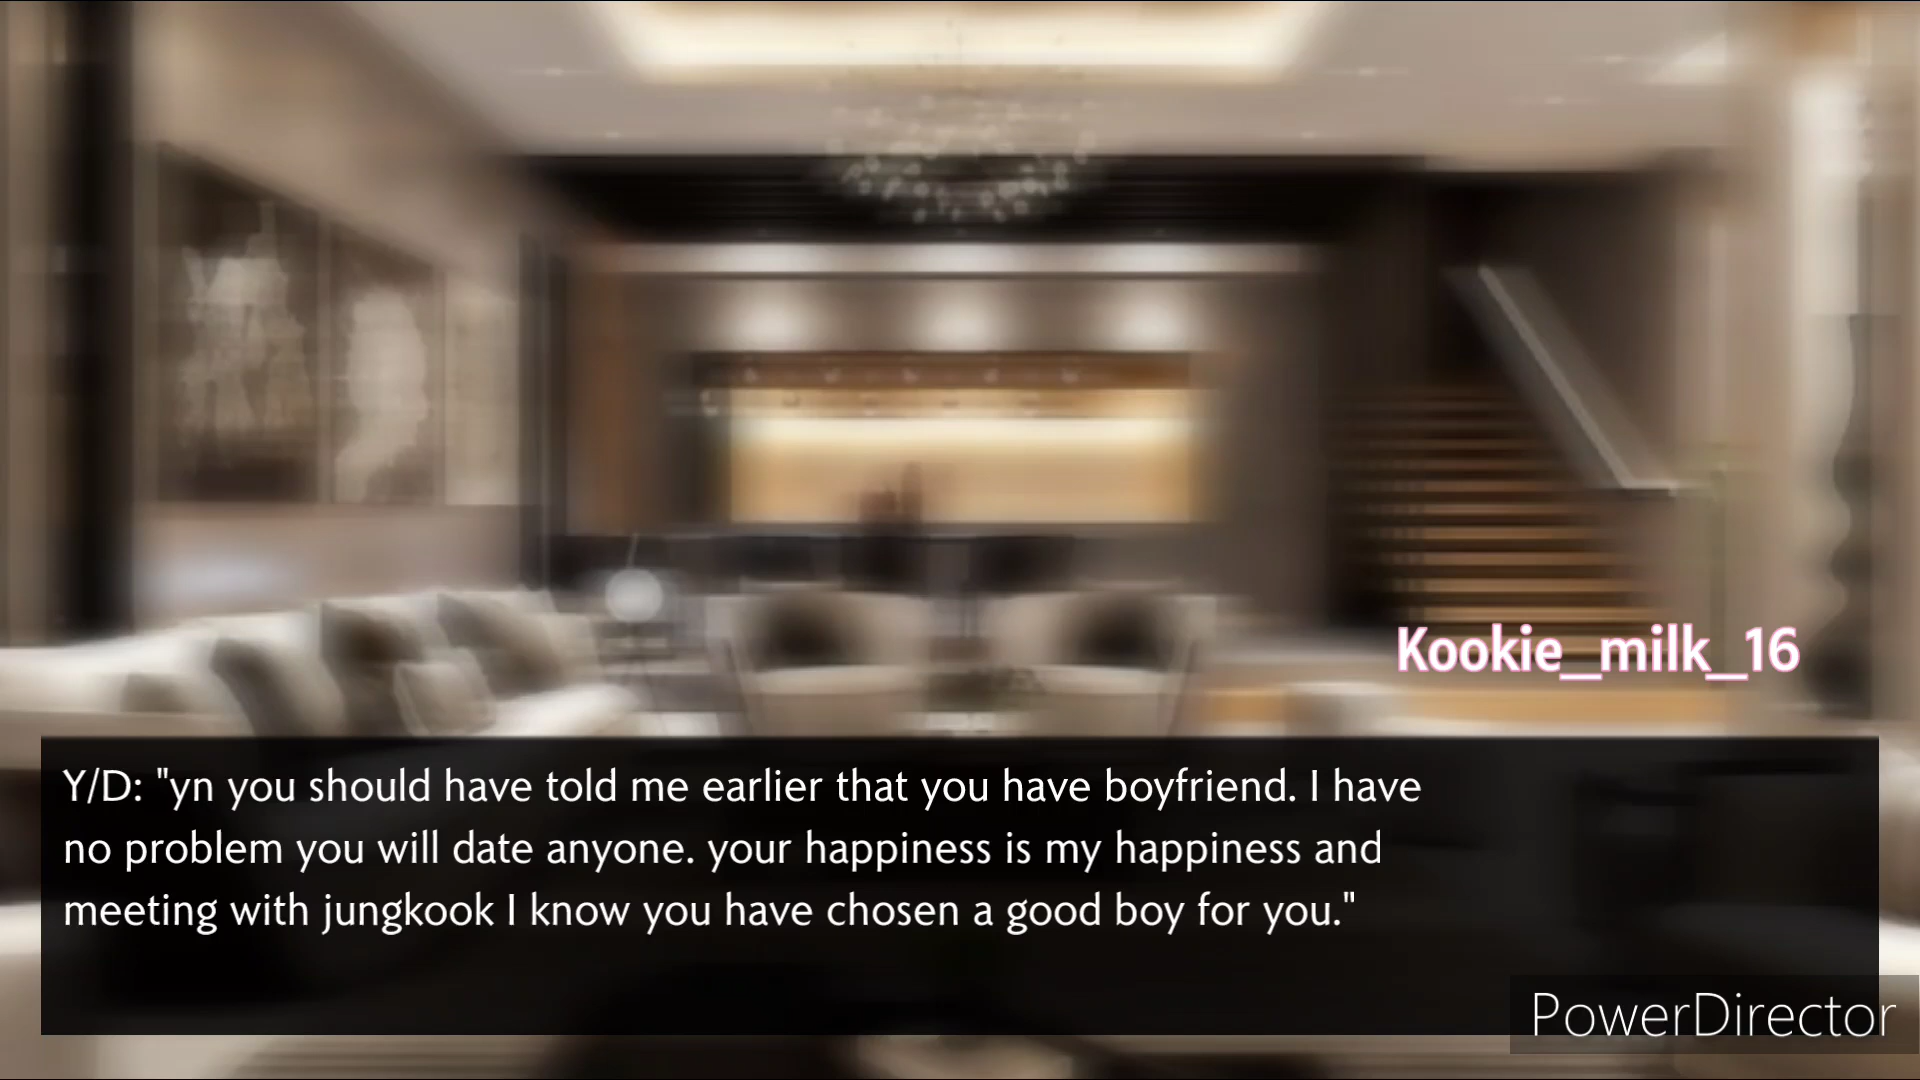 Kookie__milk__16
Y/D: "yn you should have told me earlier that you have boyfriend. I have
no problem you will date anyone. your happiness is my happiness and
meeting with jungkook I know you have chosen a good boy for you."
PowerDirector